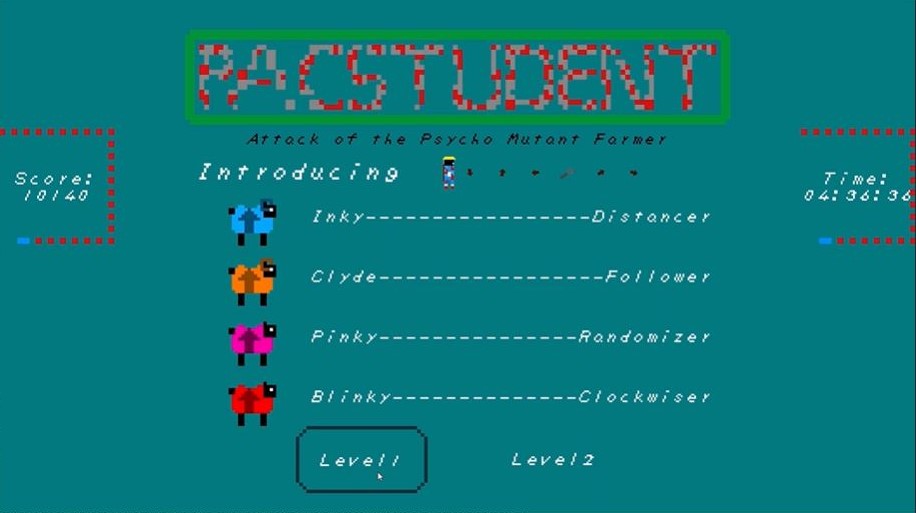 PACSTUDENT
Attack of the Psycho Mutant Farmer
Introducing
Score:
10140
Time:
04:36:36
Inky-----------------Distancer
Clyde-----------------Follower
Pinky---------------Randomizer
Blinky--------------Clockwiser
Level1
Level2